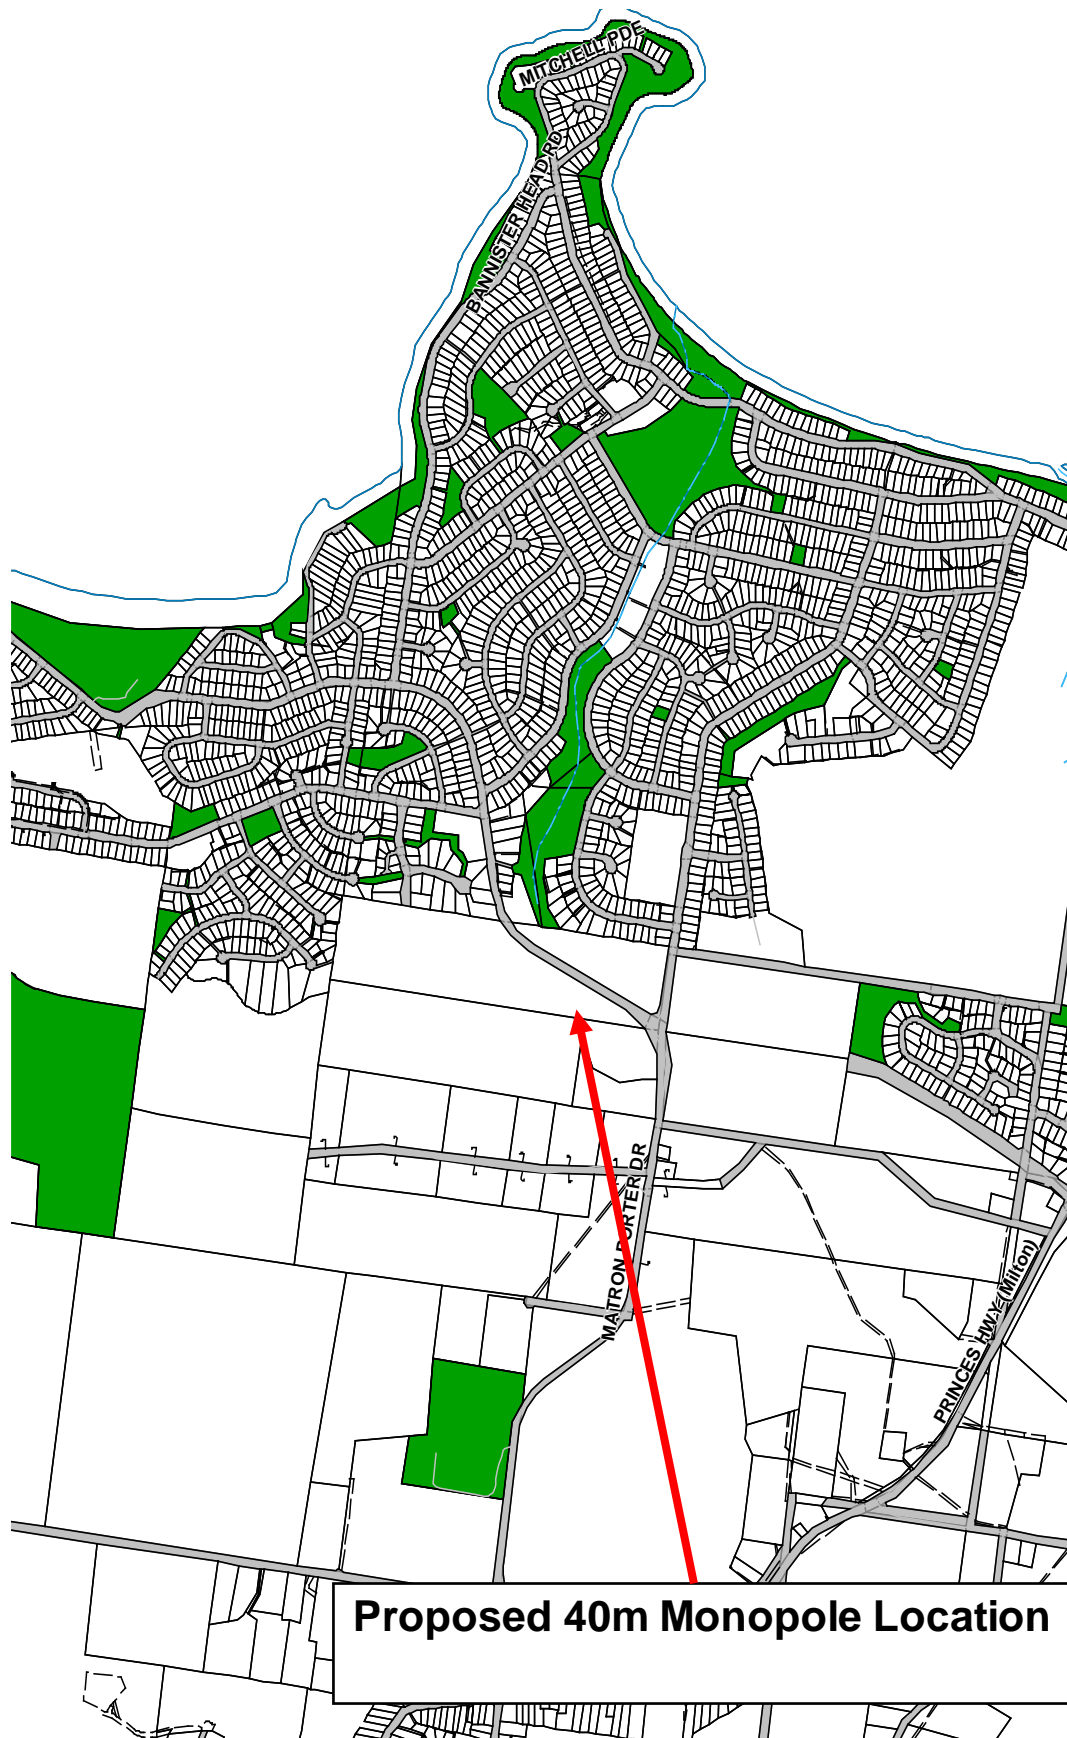 MITCHELL PDE
BANNISTER HEAD RD
MATRON PORTER DR
PRINCES HWY (Milton)
Proposed 40m Monopole Location